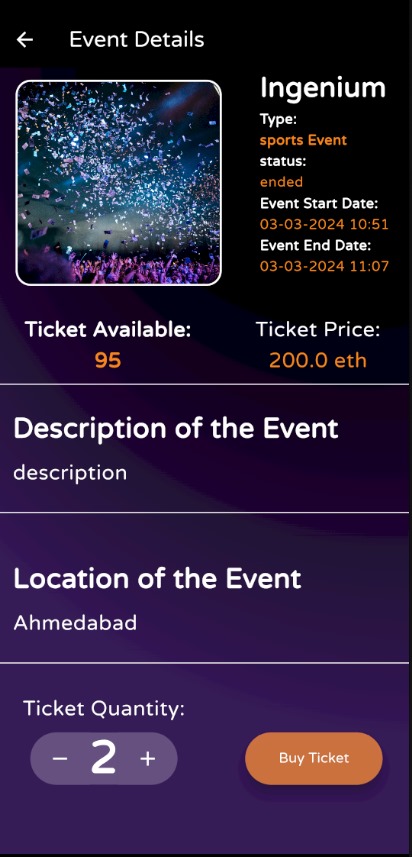 Event Details
Ingenium
Type:
sports Event
status:
ended
Event Start Date:
03-03-2024 10:51
Event End Date:
03-03-2024 11:07
Ticket Available:
95
Ticket Price:
200.0 eth
Description of the Event
description
Location of the Event
Ahmedabad
Ticket Quantity:
− 2 +
Buy Ticket